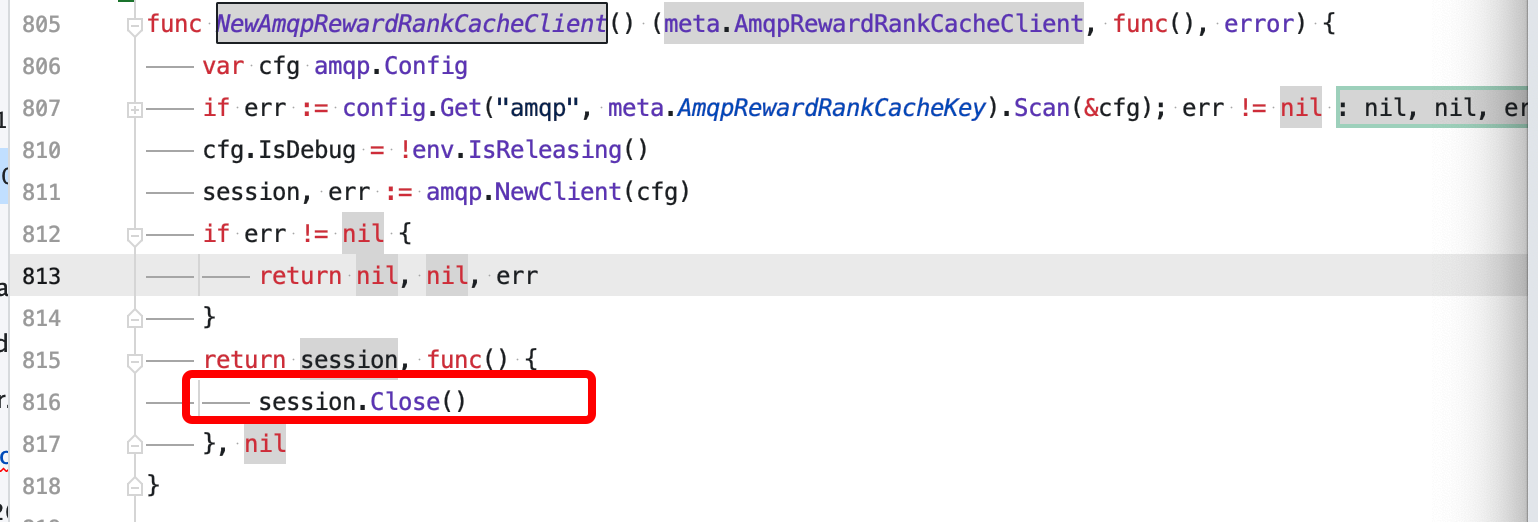 805 func NewAmqpRewardRankCacheClient() (meta.AmqpRewardRankCacheClient, func(), error) {
806 var cfg amqp.Config
807 if err := config.Get("amqp", meta.AmqpRewardRankCacheKey).Scan(&cfg); err != nil : nil, nil, er
810 cfg.IsDebug = !env.IsReleasing()
811 session, err := amqp.NewClient(cfg)
812 if err != nil {
813 return nil, nil, err
814 }
815 return session, func() {
816 session.Close()
817 }, nil
818 }